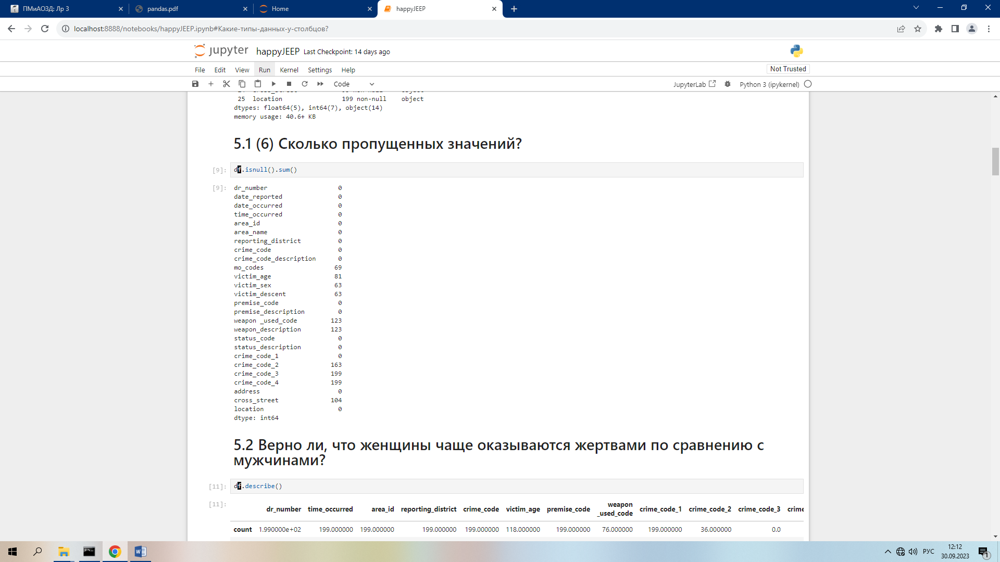 ПМиАОЗД: Лр 3
pandas.pdf
Home
happyJEEP
localhost:8888/notebooks/happyJEEP.ipynb#Какие-типы-данных-у-столбцов?
jupyter happyJEEP Last Checkpoint: 14 days ago
File Edit View Run Kernel Settings Help
Not Trusted
Code
JupyterLab
Python 3 (ipykernel)
25 location 199 non-null object
dtypes: float64(5), int64(7), object(14)
memory usage: 40.6+ KB
5.1 (6) Сколько пропущенных значений?
[9]: df.isnull().sum()
[9]: dr_number 0
date_reported 0
date_occurred 0
time_occurred 0
area_id 0
area_name 0
reporting_district 0
crime_code 0
crime_code_description 0
mo_codes 69
victim_age 81
victim_sex 63
victim_descent 63
premise_code 0
premise_description 0
weapon _used_code 123
weapon_description 123
status_code 0
status_description 0
crime_code_1 0
crime_code_2 163
crime_code_3 199
crime_code_4 199
address 0
cross_street 104
location 0
dtype: int64
5.2 Верно ли, что женщины чаще оказываются жертвами по сравнению с
мужчинами?
[11]: df.describe()
[11]:
dr_number time_occurred area_id reporting_district crime_code victim_age premise_code weapon _used_code crime_code_1 crime_code_2 crime_code_3 crime
count 1.990000e+02 199.000000 199.000000 199.000000 199.000000 118.000000 199.000000 76.000000 199.000000 36.000000 0.0
РУС
12:12
30.09.2023
1